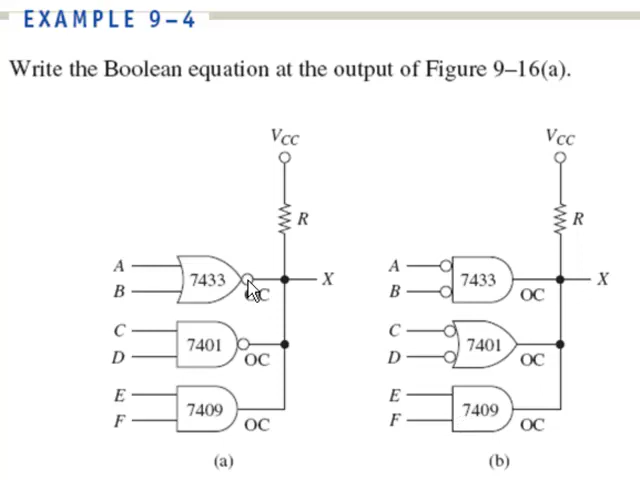 EXAMPLE 9–4
Write the Boolean equation at the output of Figure 9–16(a).
VCC
VCC
R
R
A
B
7433
OC
X
C
D
7401
OC
E
F
7409
OC
(a)
A
B
7433
OC
X
C
D
7401
OC
E
F
7409
OC
(b)